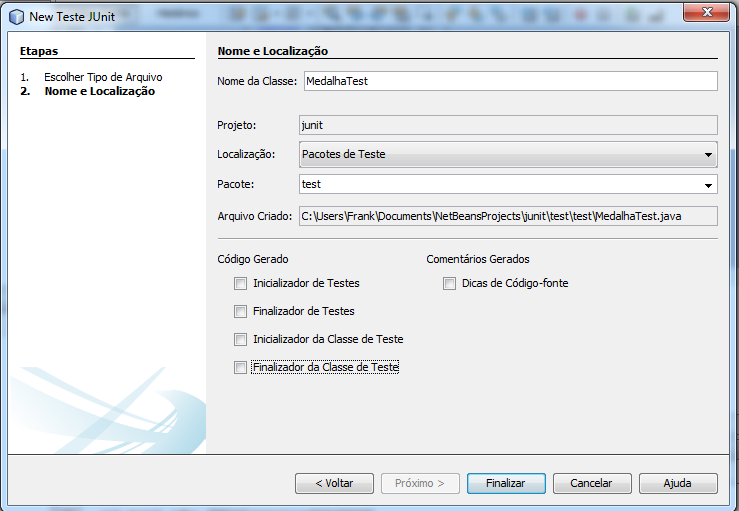 New Teste JUnit
Etapas
1. Escolher Tipo de Arquivo
2. Nome e Localização
Nome e Localização
Nome da Classe: MedalhaTest
Projeto: junit
Localização: Pacotes de Teste
Pacote: test
Arquivo Criado: C:\Users\Frank\Documents\NetBeansProjects\junit\test\test\MedalhaTest.java
Código Gerado Comentários Gerados
Inicializador de Testes Dicas de Código-fonte
Finalizador de Testes
Inicializador da Classe de Teste
Finalizador da Classe de Teste
< Voltar Próximo > Finalizar Cancelar Ajuda